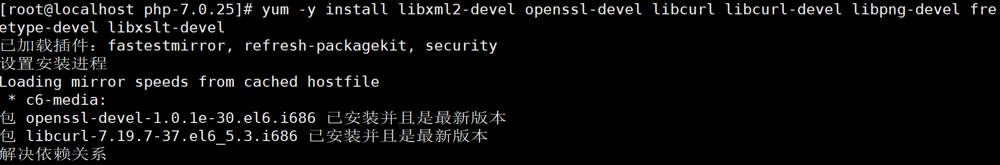 [root@localhost php-7.0.25]# yum -y install libxml2-devel openssl-devel libcurl libcurl-devel libpng-devel fre
etype-devel libxslt-devel
已加载插件：fastestmirror, refresh-packagekit, security
设置安装进程
Loading mirror speeds from cached hostfile
 * c6-media:
包 openssl-devel-1.0.1e-30.el6.i686 已安装并且是最新版本
包 libcurl-7.19.7-37.el6_5.3.i686 已安装并且是最新版本
解决依赖关系